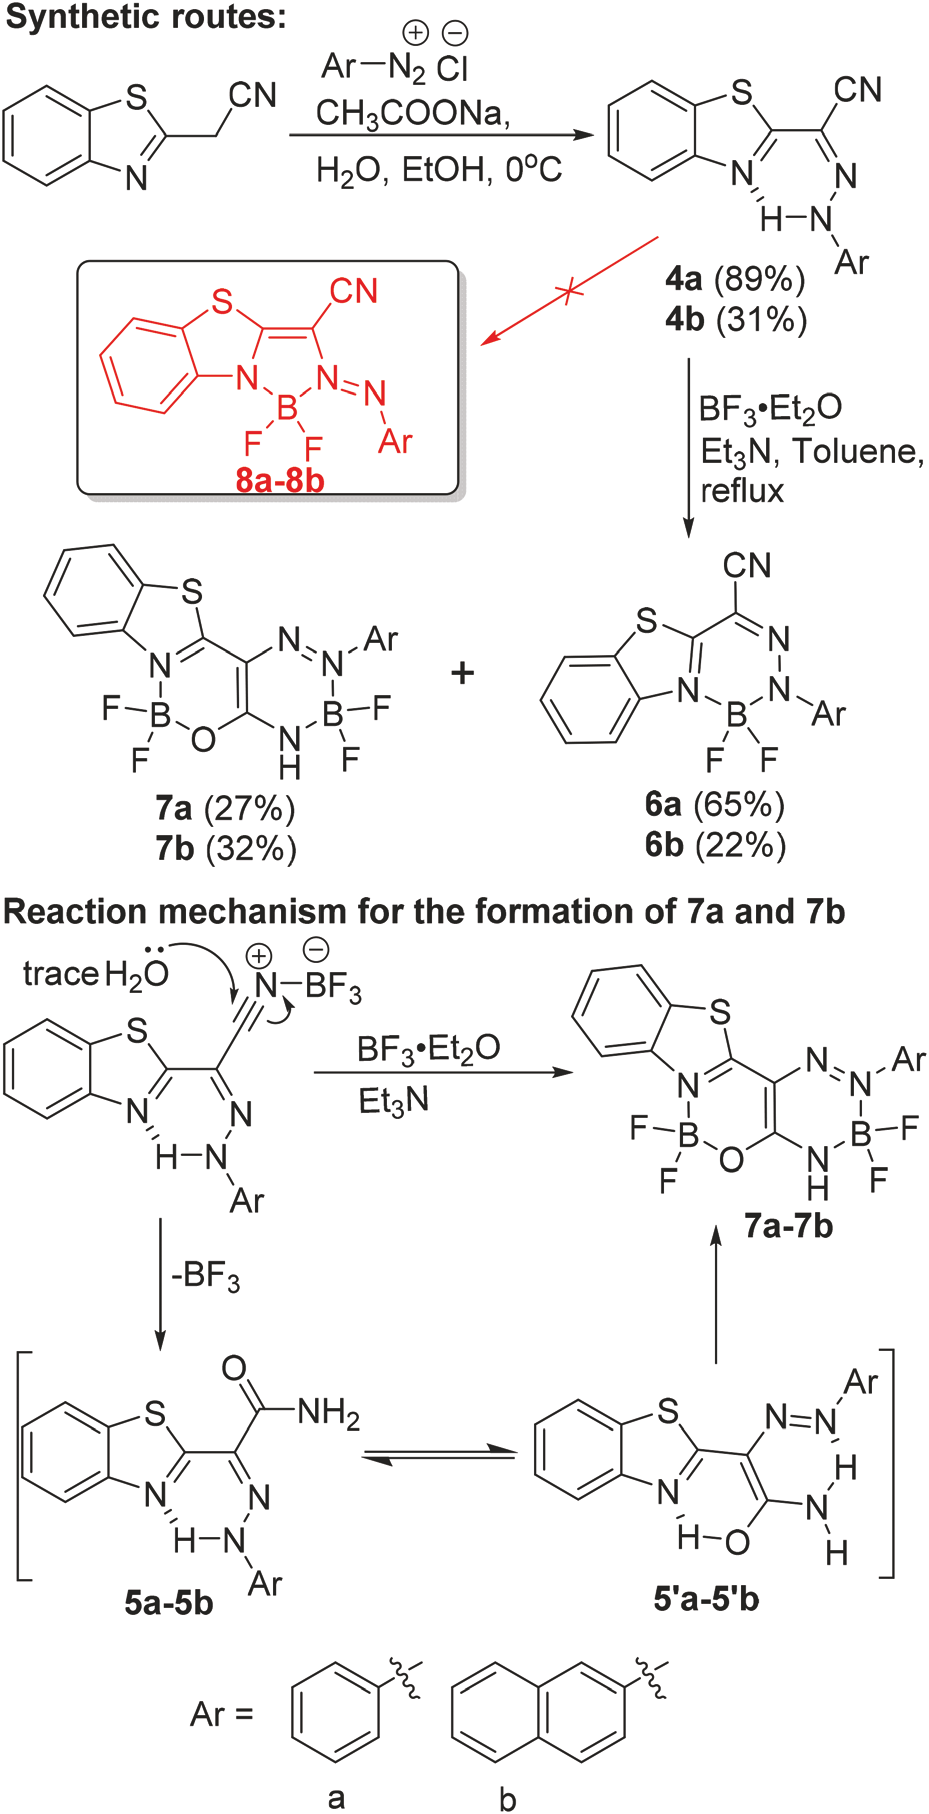 Synthetic routes:
⊕ ⊖
Ar–N2 Cl
CH3COONa,
H2O, EtOH, 0°C
S
CN
N
S
CN
N
N
H–N
Ar
4a (89%)
4b (31%)
S
CN
N
N=N
B
F
F
Ar
8a-8b
BF3•Et2O
Et3N, Toluene,
reflux
S
N=N
Ar
N
F
B
B
F
F
O
N
H
F
7a (27%)
7b (32%)
+
CN
S
N
N
N
B
Ar
F
F
6a (65%)
6b (22%)
Reaction mechanism for the formation of 7a and 7b
trace H2O
⊕ ⊖
N–BF3
S
N
N
H–N
Ar
BF3•Et2O
Et3N
S
N=N
Ar
N
F
B
B
F
F
O
N
H
F
7a-7b
-BF3
O
NH2
S
N
N
H–N
Ar
5a-5b
Ar
S
N=N
H
N
N
H–O
H
5'a-5'b
Ar =
a
b